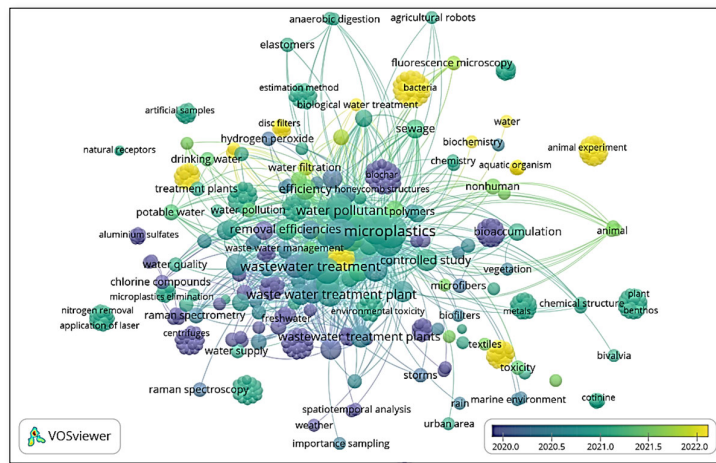 anaerobic digestion
agricultural robots
elastomers
fluorescence microscopy
estimation method
bacteria
biological water treatment
artificial samples
disc filters
sewage
water
hydrogen peroxide
biochemistry
animal experiment
natural receptors
drinking water
chemistry
aquatic organism
water filtration
biochar
treatment plants
efficiency
honeycomb structures
nonhuman
potable water
water pollution
water pollutant
polymers
aluminium sulfates
removal efficiencies
microplastics
bioaccumulation
animal
waste water management
water quality
wastewater treatment
controlled study
vegetation
chlorine compounds
microplastics elimination
waste water treatment plant
microfibers
plant
nitrogen removal
application of laser
raman spectrometry
freshwater
environmental toxicity
biofilters
metals
chemical structure
benthos
centrifuges
wastewater treatment plants
textiles
water supply
bivalvia
toxicity
storms
raman spectroscopy
marine environment
cotinine
spatiotemporal analysis
rain
weather
urban area
importance sampling
VOSviewer
2020.0 2020.5 2021.0 2021.5 2022.0